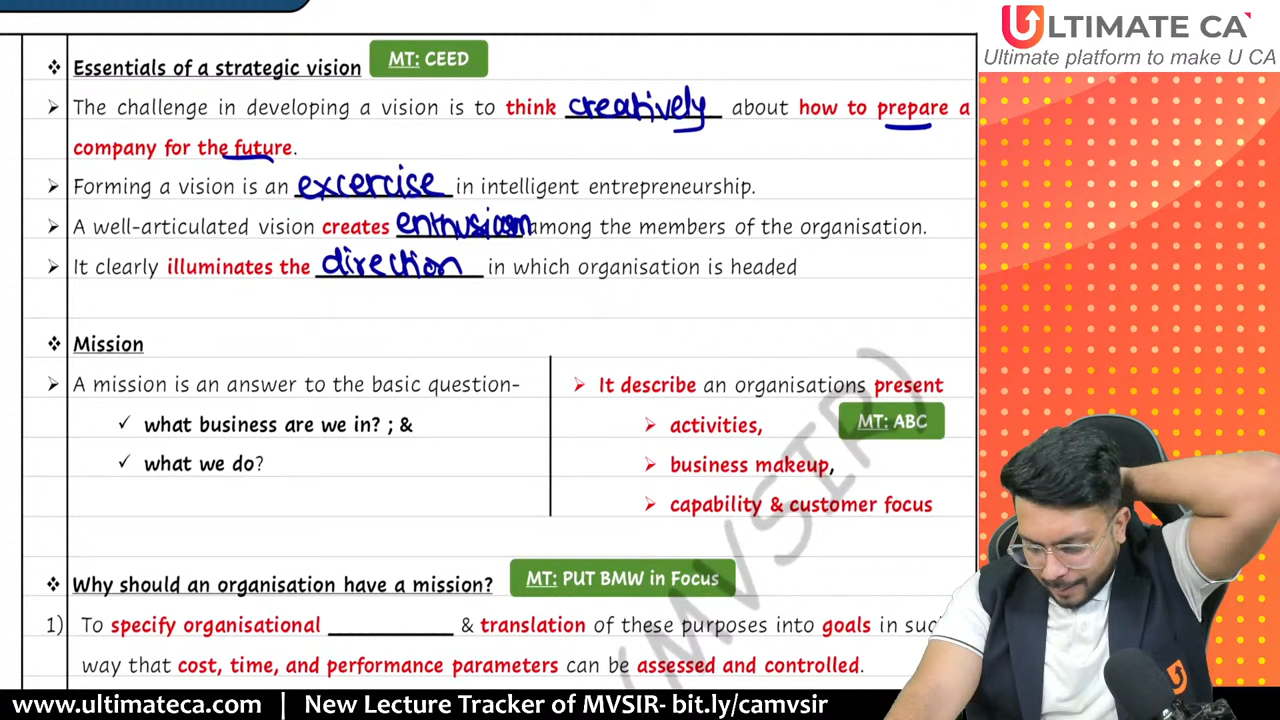 ULTIMATE CA
Ultimate platform to make U CA
❖ Essentials of a strategic vision MT: CEED
➤ The challenge in developing a vision is to think creatively about how to prepare a
company for the future.
➤ Forming a vision is an excercise in intelligent entrepreneurship.
➤ A well-articulated vision creates enthusiasm among the members of the organisation.
➤ It clearly illuminates the direction in which organisation is headed
❖ Mission
➤ A mission is an answer to the basic question-
✓ what business are we in? ; &
✓ what we do?
➤ It describe an organisations present
➤ activities, MT: ABC
➤ business makeup,
➤ capability & customer focus
❖ Why should an organisation have a mission? MT: PUT BMW in Focus
1) To specify organisational ____________ & translation of these purposes into goals in
way that cost, time, and performance parameters can be assessed and controlled.
(MVSIR)
www.ultimateca.com | New Lecture Tracker of MVSIR- bit.ly/camvsir